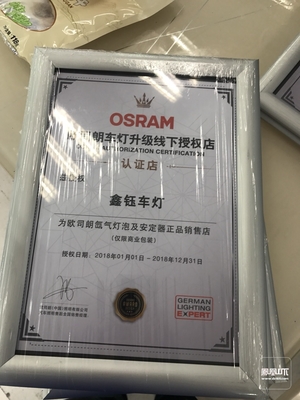 OSRAM
欧司朗车灯升级线下授权店
AUTHORIZATION CERTIFICATION
认证店
兹授权
鑫钰车灯
为欧司朗氙气灯泡及安定器正品销售店
(仅限商业包装)
授权日期：2018年01月01日－2018年12月31日
GERMAN
LIGHTING
EXPERT